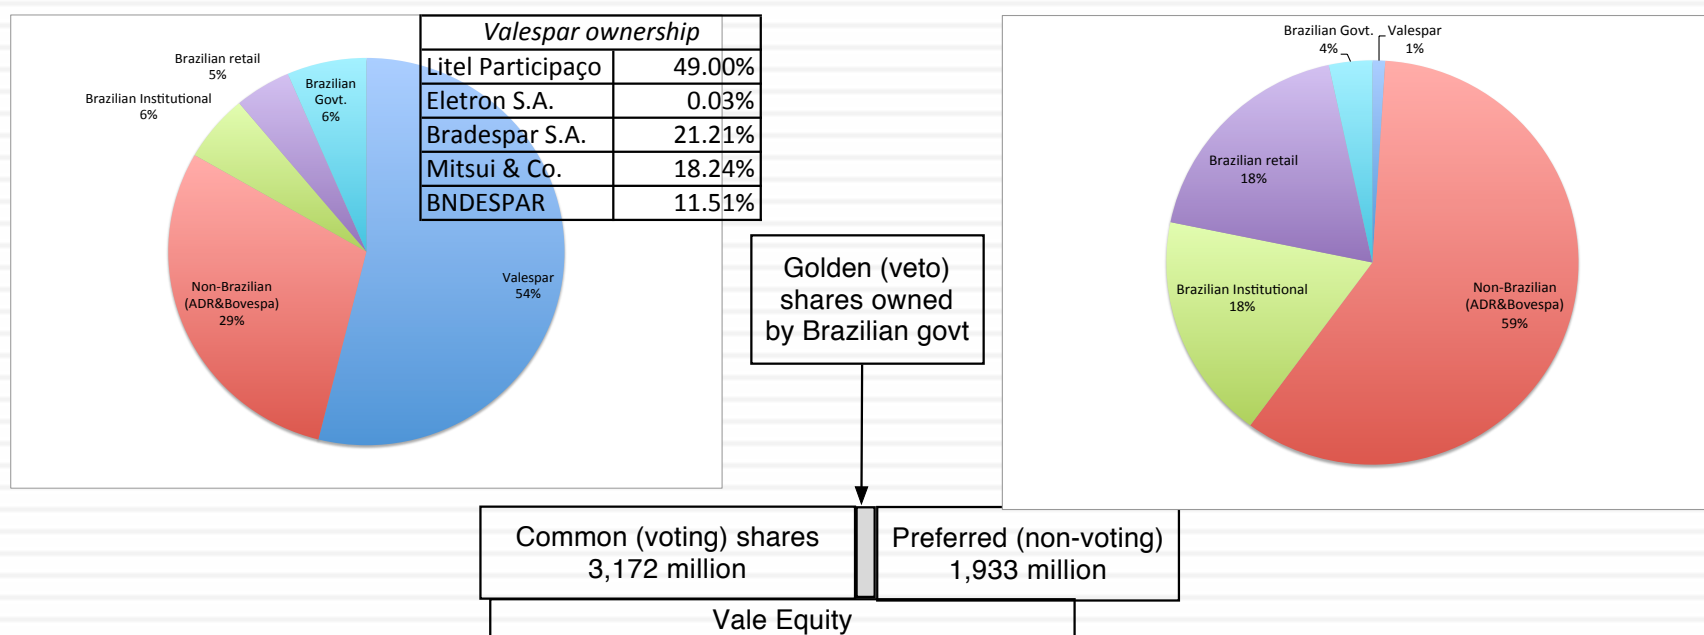 Brazilian retail
5%
Brazilian Institutional
6%
Brazilian
Govt.
6%
Non-Brazilian
(ADR&Bovespa)
29%
Valespar
54%
Valespar ownership
Litel Participaço 49.00%
Eletron S.A. 0.03%
Bradespar S.A. 21.21%
Mitsui & Co. 18.24%
BNDESPAR 11.51%
Golden (veto)
shares owned
by Brazilian govt
Brazilian Govt.
4%
Valespar
1%
Brazilian retail
18%
Brazilian Institutional
18%
Non-Brazilian
(ADR&Bovespa)
59%
Common (voting) shares
3,172 million
Preferred (non-voting)
1,933 million
Vale Equity